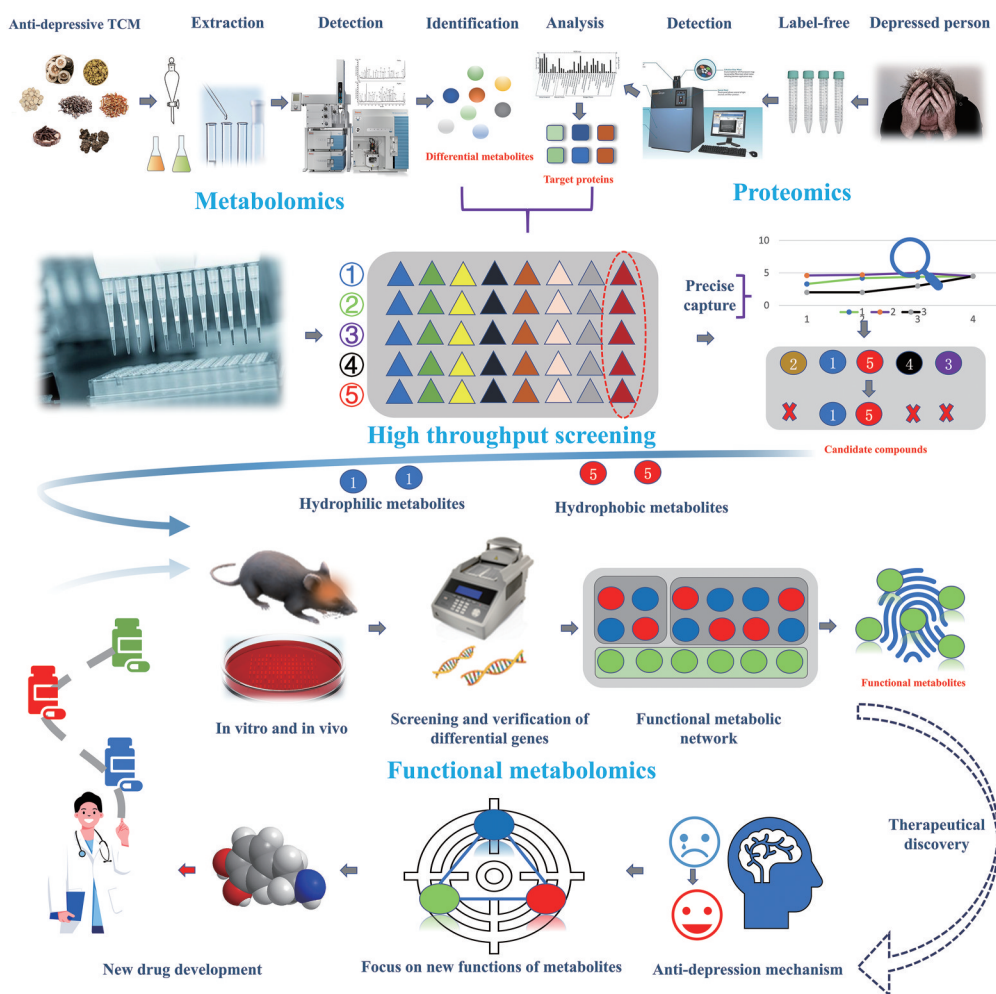 Anti-depressive TCM
Extraction
Detection
Identification
Analysis
Detection
Label-free
Depressed person
Differential metabolites
Target proteins
Metabolomics
Proteomics
①
②
③
④
⑤
Precise
capture
10
5
0
1
2
3
4
1
2
3
2
1
5
4
3
1
5
High throughput screening
Candidate compounds
1
1
5
5
Hydrophilic metabolites
Hydrophobic metabolites
In vitro and in vivo
Screening and verification of
differential genes
Functional metabolic
network
Functional metabolites
Functional metabolomics
Therapeutical
discovery
New drug development
Focus on new functions of metabolites
Anti-depression mechanism